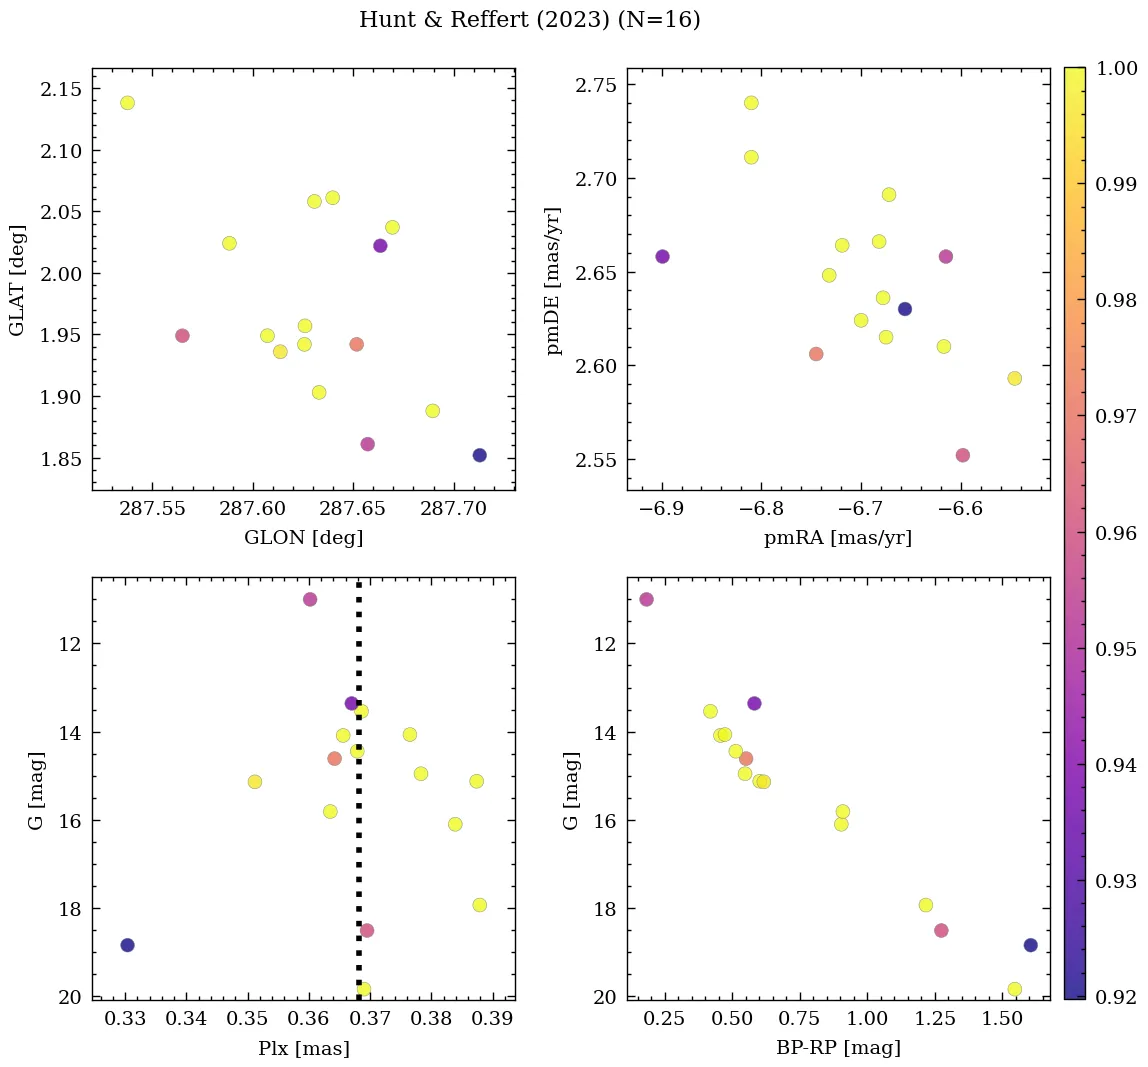 Hunt & Reffert (2023) (N=16)
2.15
2.10
2.05
2.00
1.95
1.90
1.85
GLAT [deg]
287.55 287.60 287.65 287.70
GLON [deg]
2.75
2.70
2.65
2.60
2.55
pmDE [mas/yr]
−6.9 −6.8 −6.7 −6.6
pmRA [mas/yr]
12
14
16
18
20
G [mag]
0.33 0.34 0.35 0.36 0.37 0.38 0.39
Plx [mas]
12
14
16
18
20
G [mag]
0.25 0.50 0.75 1.00 1.25 1.50
BP-RP [mag]
1.00
0.99
0.98
0.97
0.96
0.95
0.94
0.93
0.92